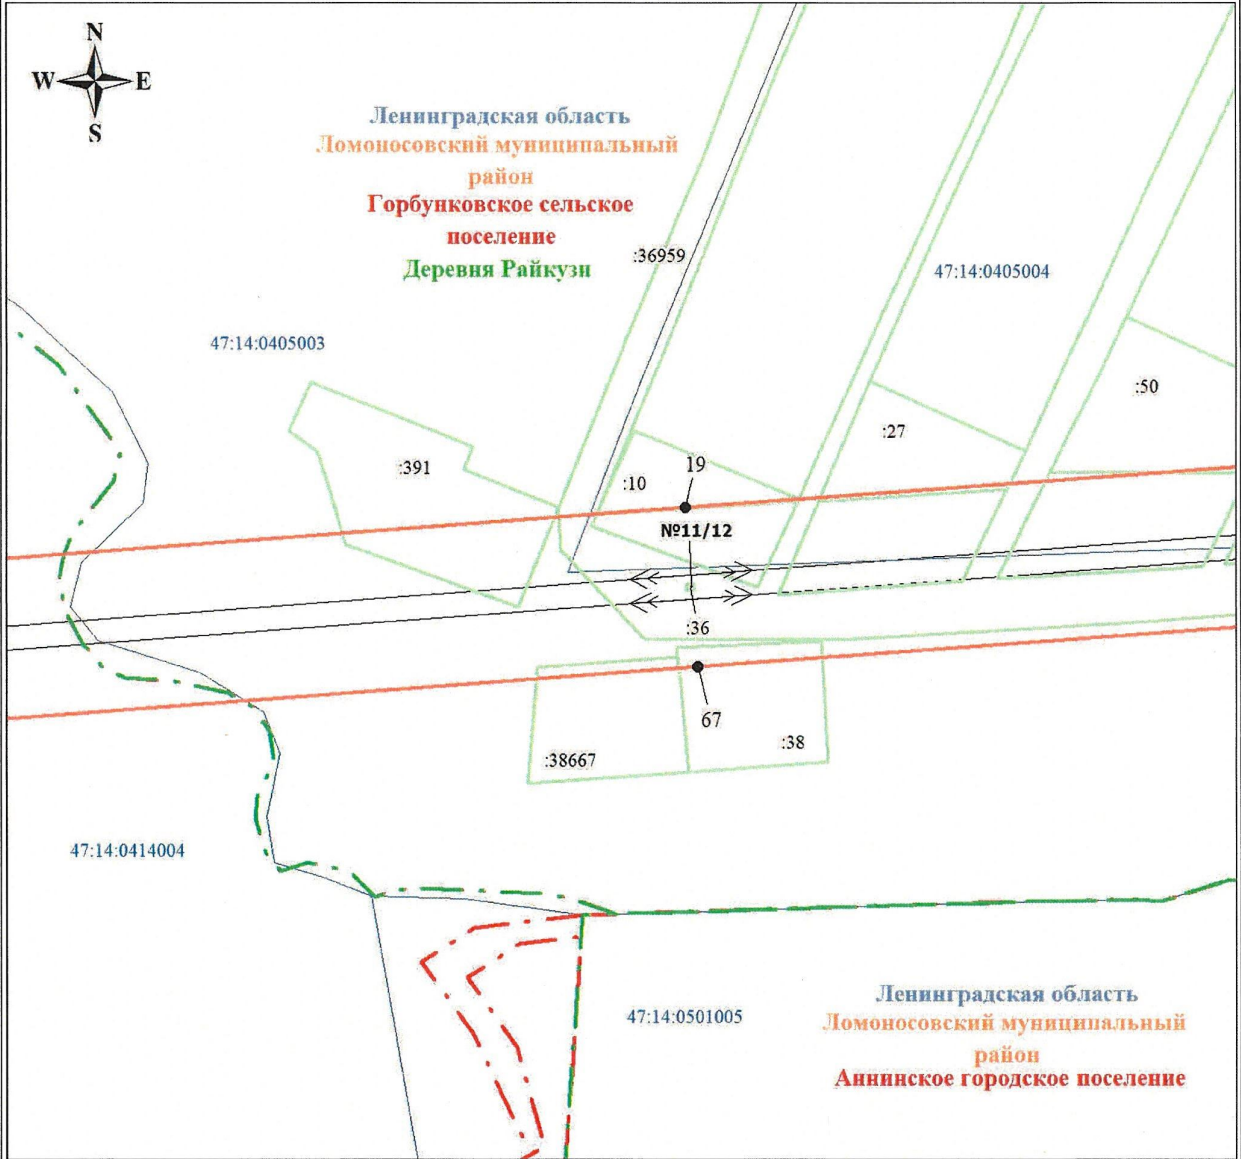 N
W E
S
Ленинградская область
Ломоносовский муниципальный
район
Горбунковское сельское
поселение
Деревня Райкузи
:36959
47:14:0405004
47:14:0405003
:50
:27
:391
19
:10
№11/12
:36
67
:38
:38667
47:14:0414004
47:14:0501005
Ленинградская область
Ломоносовский муниципальный
район
Аннинское городское поселение